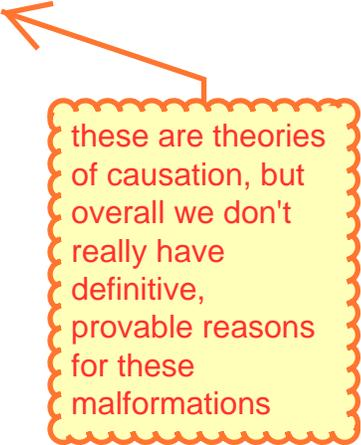 these are theories
of causation, but
overall we don't
really have
definitive,
provable reasons
for these
malformations